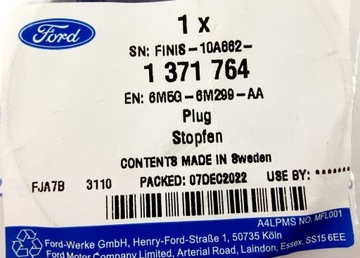 Ford
1 x
SN: FINIS-10A662-
1 371 764
EN: 6M5G-6M299-AA
Plug
Stopfen
CONTENTS MADE IN Sweden
FJA7B 3110 PACKED: 07DEC2022 USE BY: ******
A4LPMS NO. MFL001
Ford-Werke GmbH, Henry-Ford-Straße 1, 50735 Köln
Ford Motor Company Limited, Arterial Road, Laindon, Essex. SS15 6EE